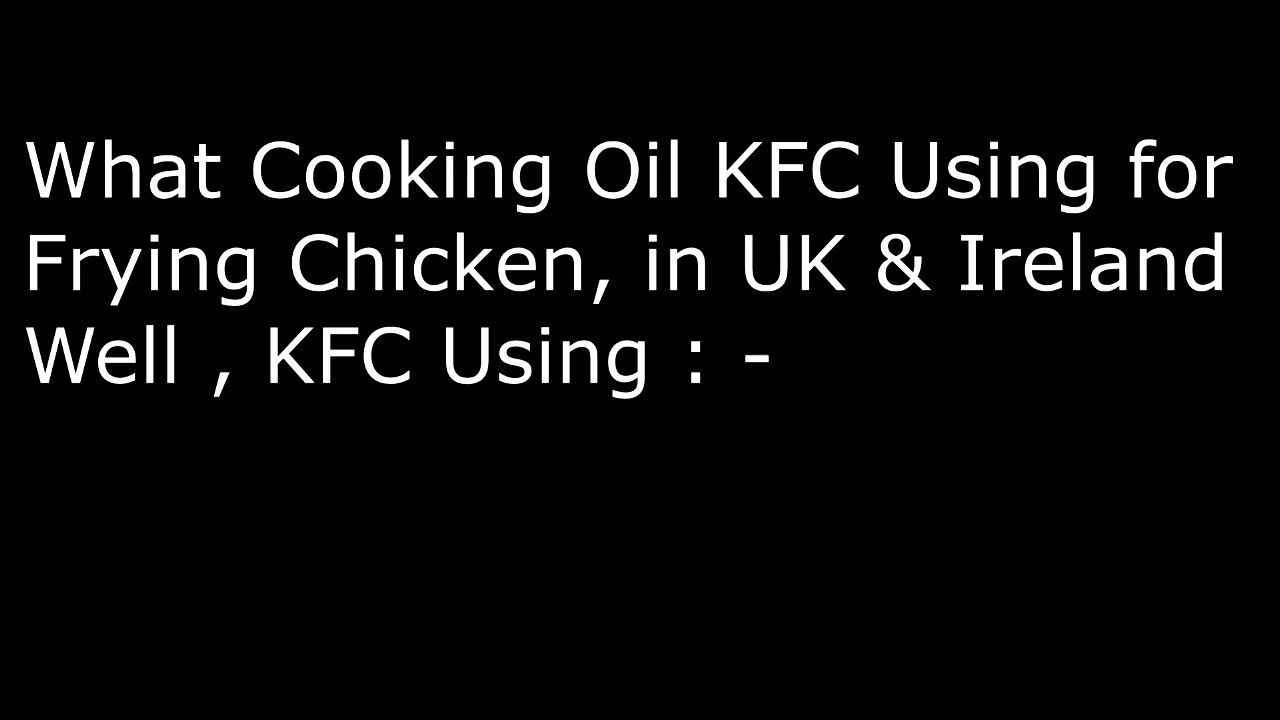 What Cooking Oil KFC Using for
Frying Chicken, in UK & Ireland
Well , KFC Using : -